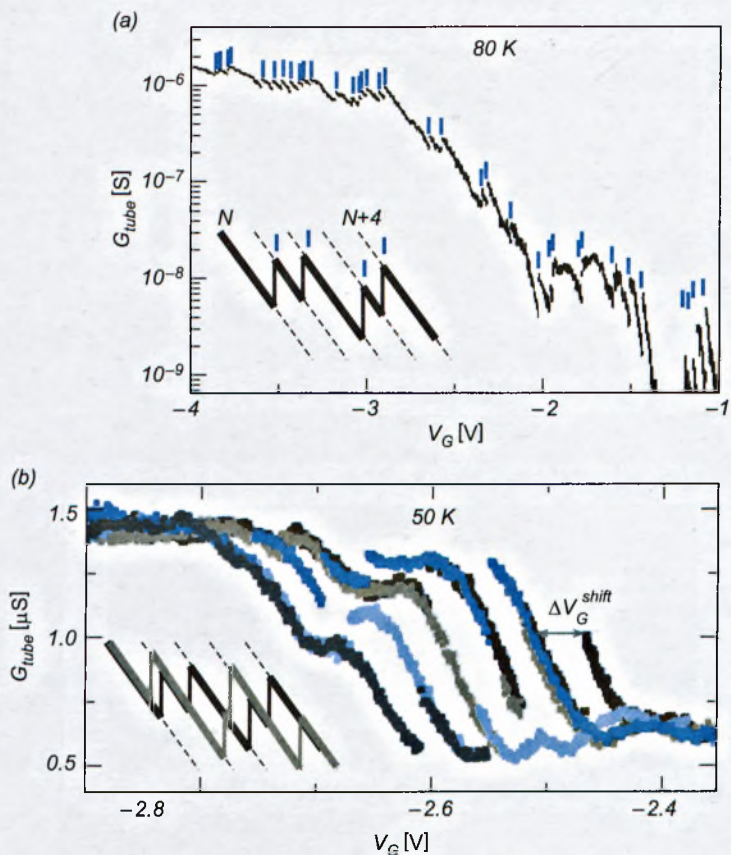 (a)
80 K
10⁻⁶
10⁻⁷
10⁻⁸
10⁻⁹
G_tube [S]
N
N+4
−4
−3
−2
−1
V_G [V]
(b)
50 K
1.5
1.0
0.5
G_tube [µS]
ΔV_G^shift
−2.8
−2.6
−2.4
V_G [V]